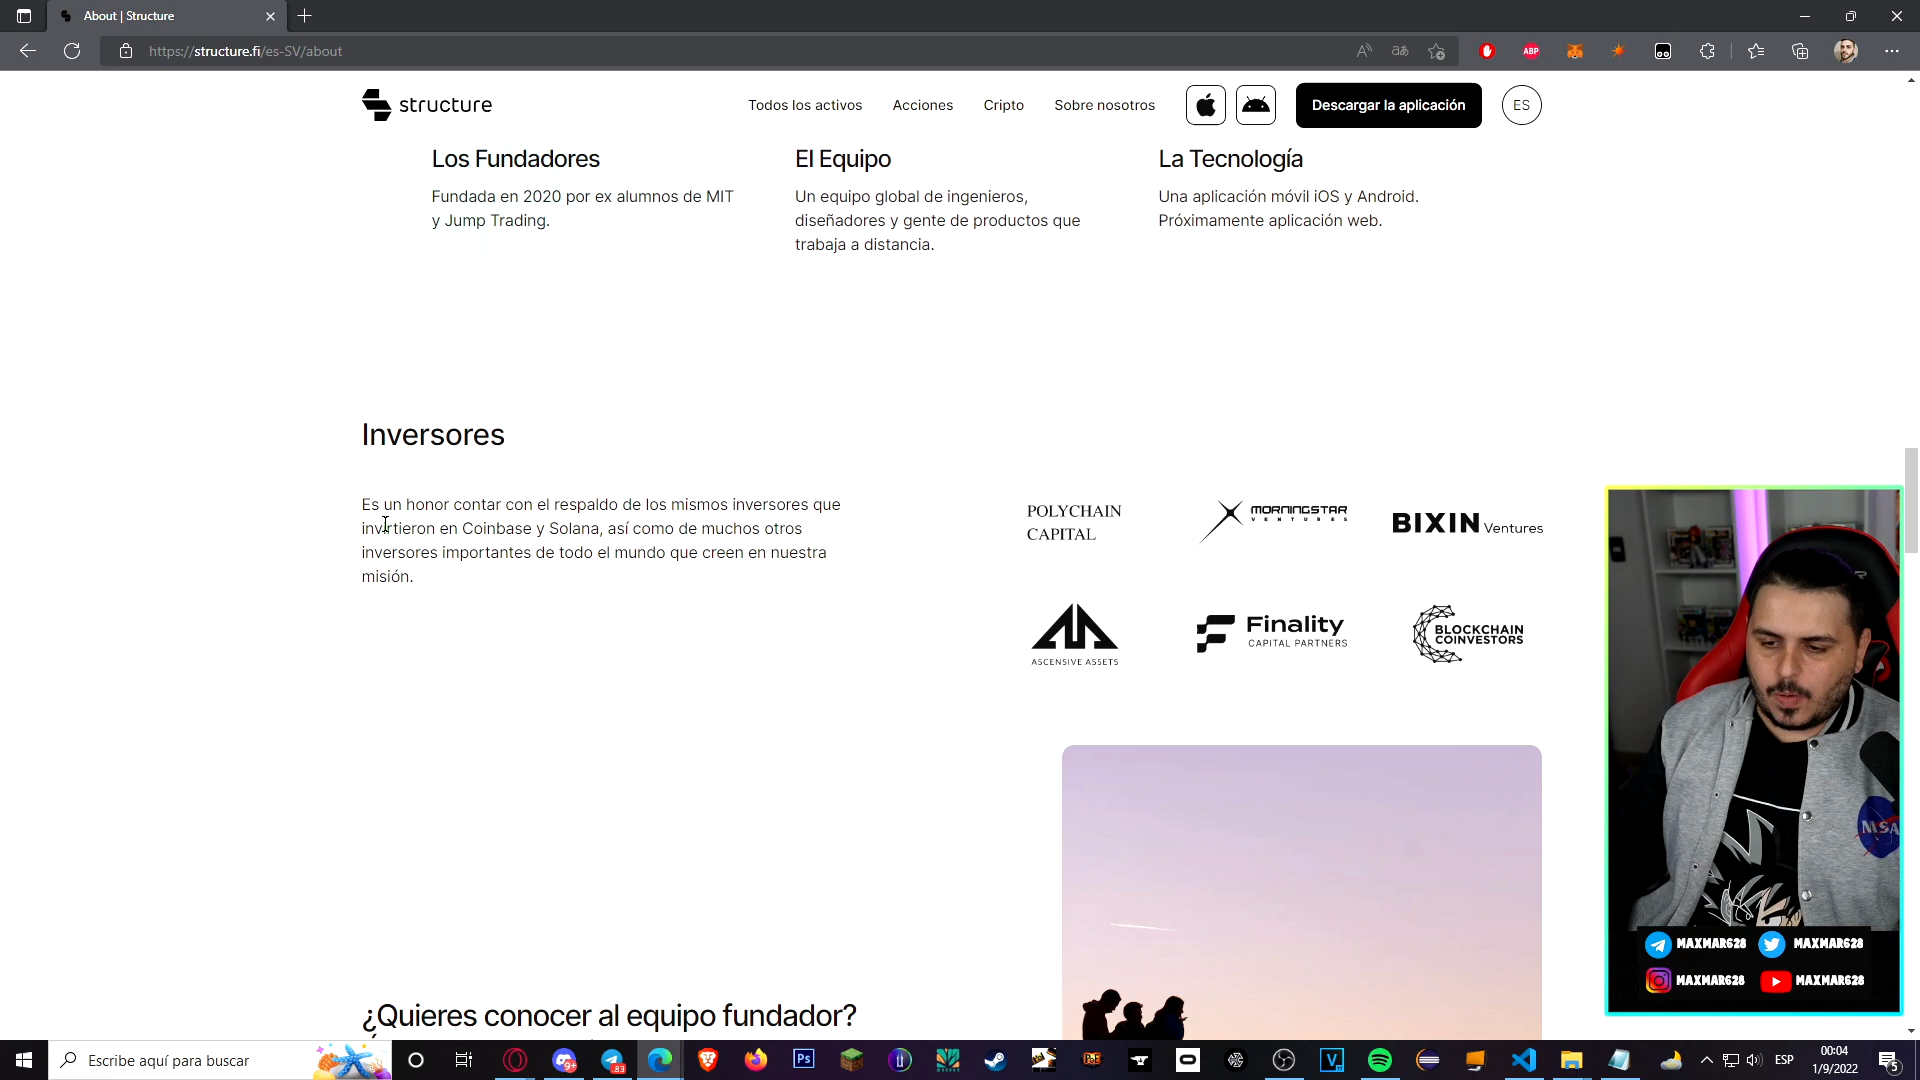 About | Structure
https://structure.fi/es-SV/about
structure
Todos los activos
Acciones
Cripto
Sobre nosotros
Descargar la aplicación
ES
Los Fundadores
Fundada en 2020 por ex alumnos de MIT
y Jump Trading.
El Equipo
Un equipo global de ingenieros,
diseñadores y gente de productos que
trabaja a distancia.
La Tecnología
Una aplicación móvil iOS y Android.
Próximamente aplicación web.
Inversores
Es un honor contar con el respaldo de los mismos inversores que
invirtieron en Coinbase y Solana, así como de muchos otros
inversores importantes de todo el mundo que creen en nuestra
misión.
POLYCHAIN
CAPITAL
MORNINGSTAR
VENTURES
BIXIN Ventures
ASCENSIVE ASSETS
Finality
CAPITAL PARTNERS
BLOCKCHAIN
COINVESTORS
¿Quieres conocer al equipo fundador?
MAXMAR628
MAXMAR628
MAXMAR628
MAXMAR628
Escribe aquí para buscar
ESP
00:04
1/9/2022